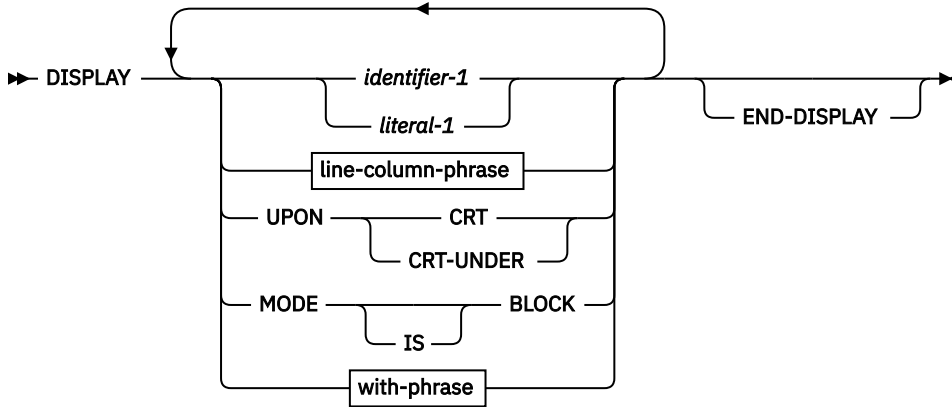 DISPLAY identifier-1 END-DISPLAY
literal-1
line-column-phrase
UPON CRT
CRT-UNDER
MODE IS BLOCK
with-phrase